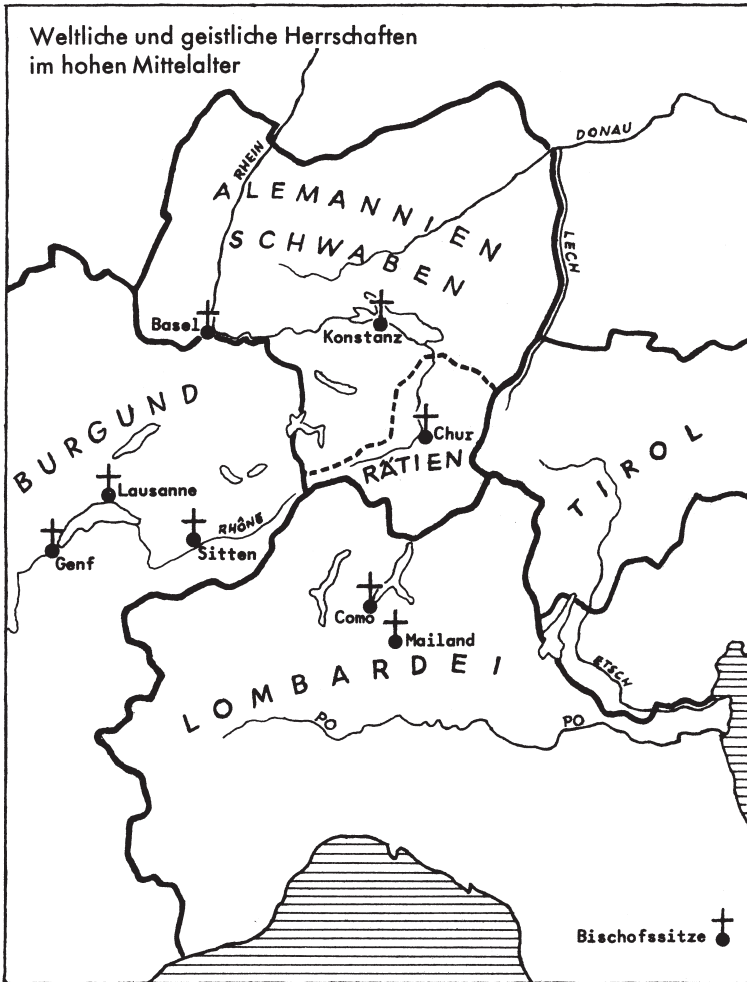 Weltliche und geistliche Herrschaften
im hohen Mittelalter
DONAU
RHEIN
ALEMANNIEN
SCHWABEN
LECH
Basel
Konstanz
BURGUND
Chur
RÄTIEN
TIROL
Lausanne
RHÔNE
Sitten
Genf
Como
Mailand
ETSCH
LOMBARDEI
PO
PO
Bischofssitze